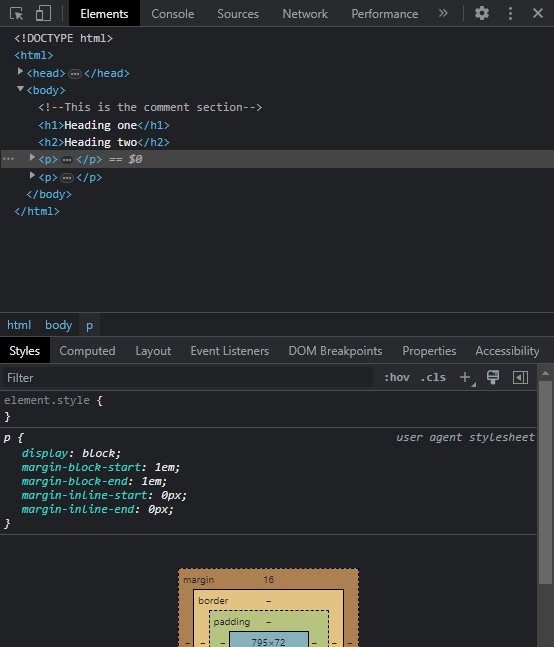 Elements Console Sources Network Performance »
<!DOCTYPE html>
<html>
<head>…</head>
<body>
<!--This is the comment section-->
<h1>Heading one</h1>
<h2>Heading two</h2>
… <p>…</p> == $0
<p>…</p>
</body>
</html>
html body p
Styles Computed Layout Event Listeners DOM Breakpoints Properties Accessibility
Filter :hov .cls +
element.style {
}
p { user agent stylesheet
display: block;
margin-block-start: 1em;
margin-block-end: 1em;
margin-inline-start: 0px;
margin-inline-end: 0px;
}
margin 16
border –
padding –
– – – 795×72 – – –